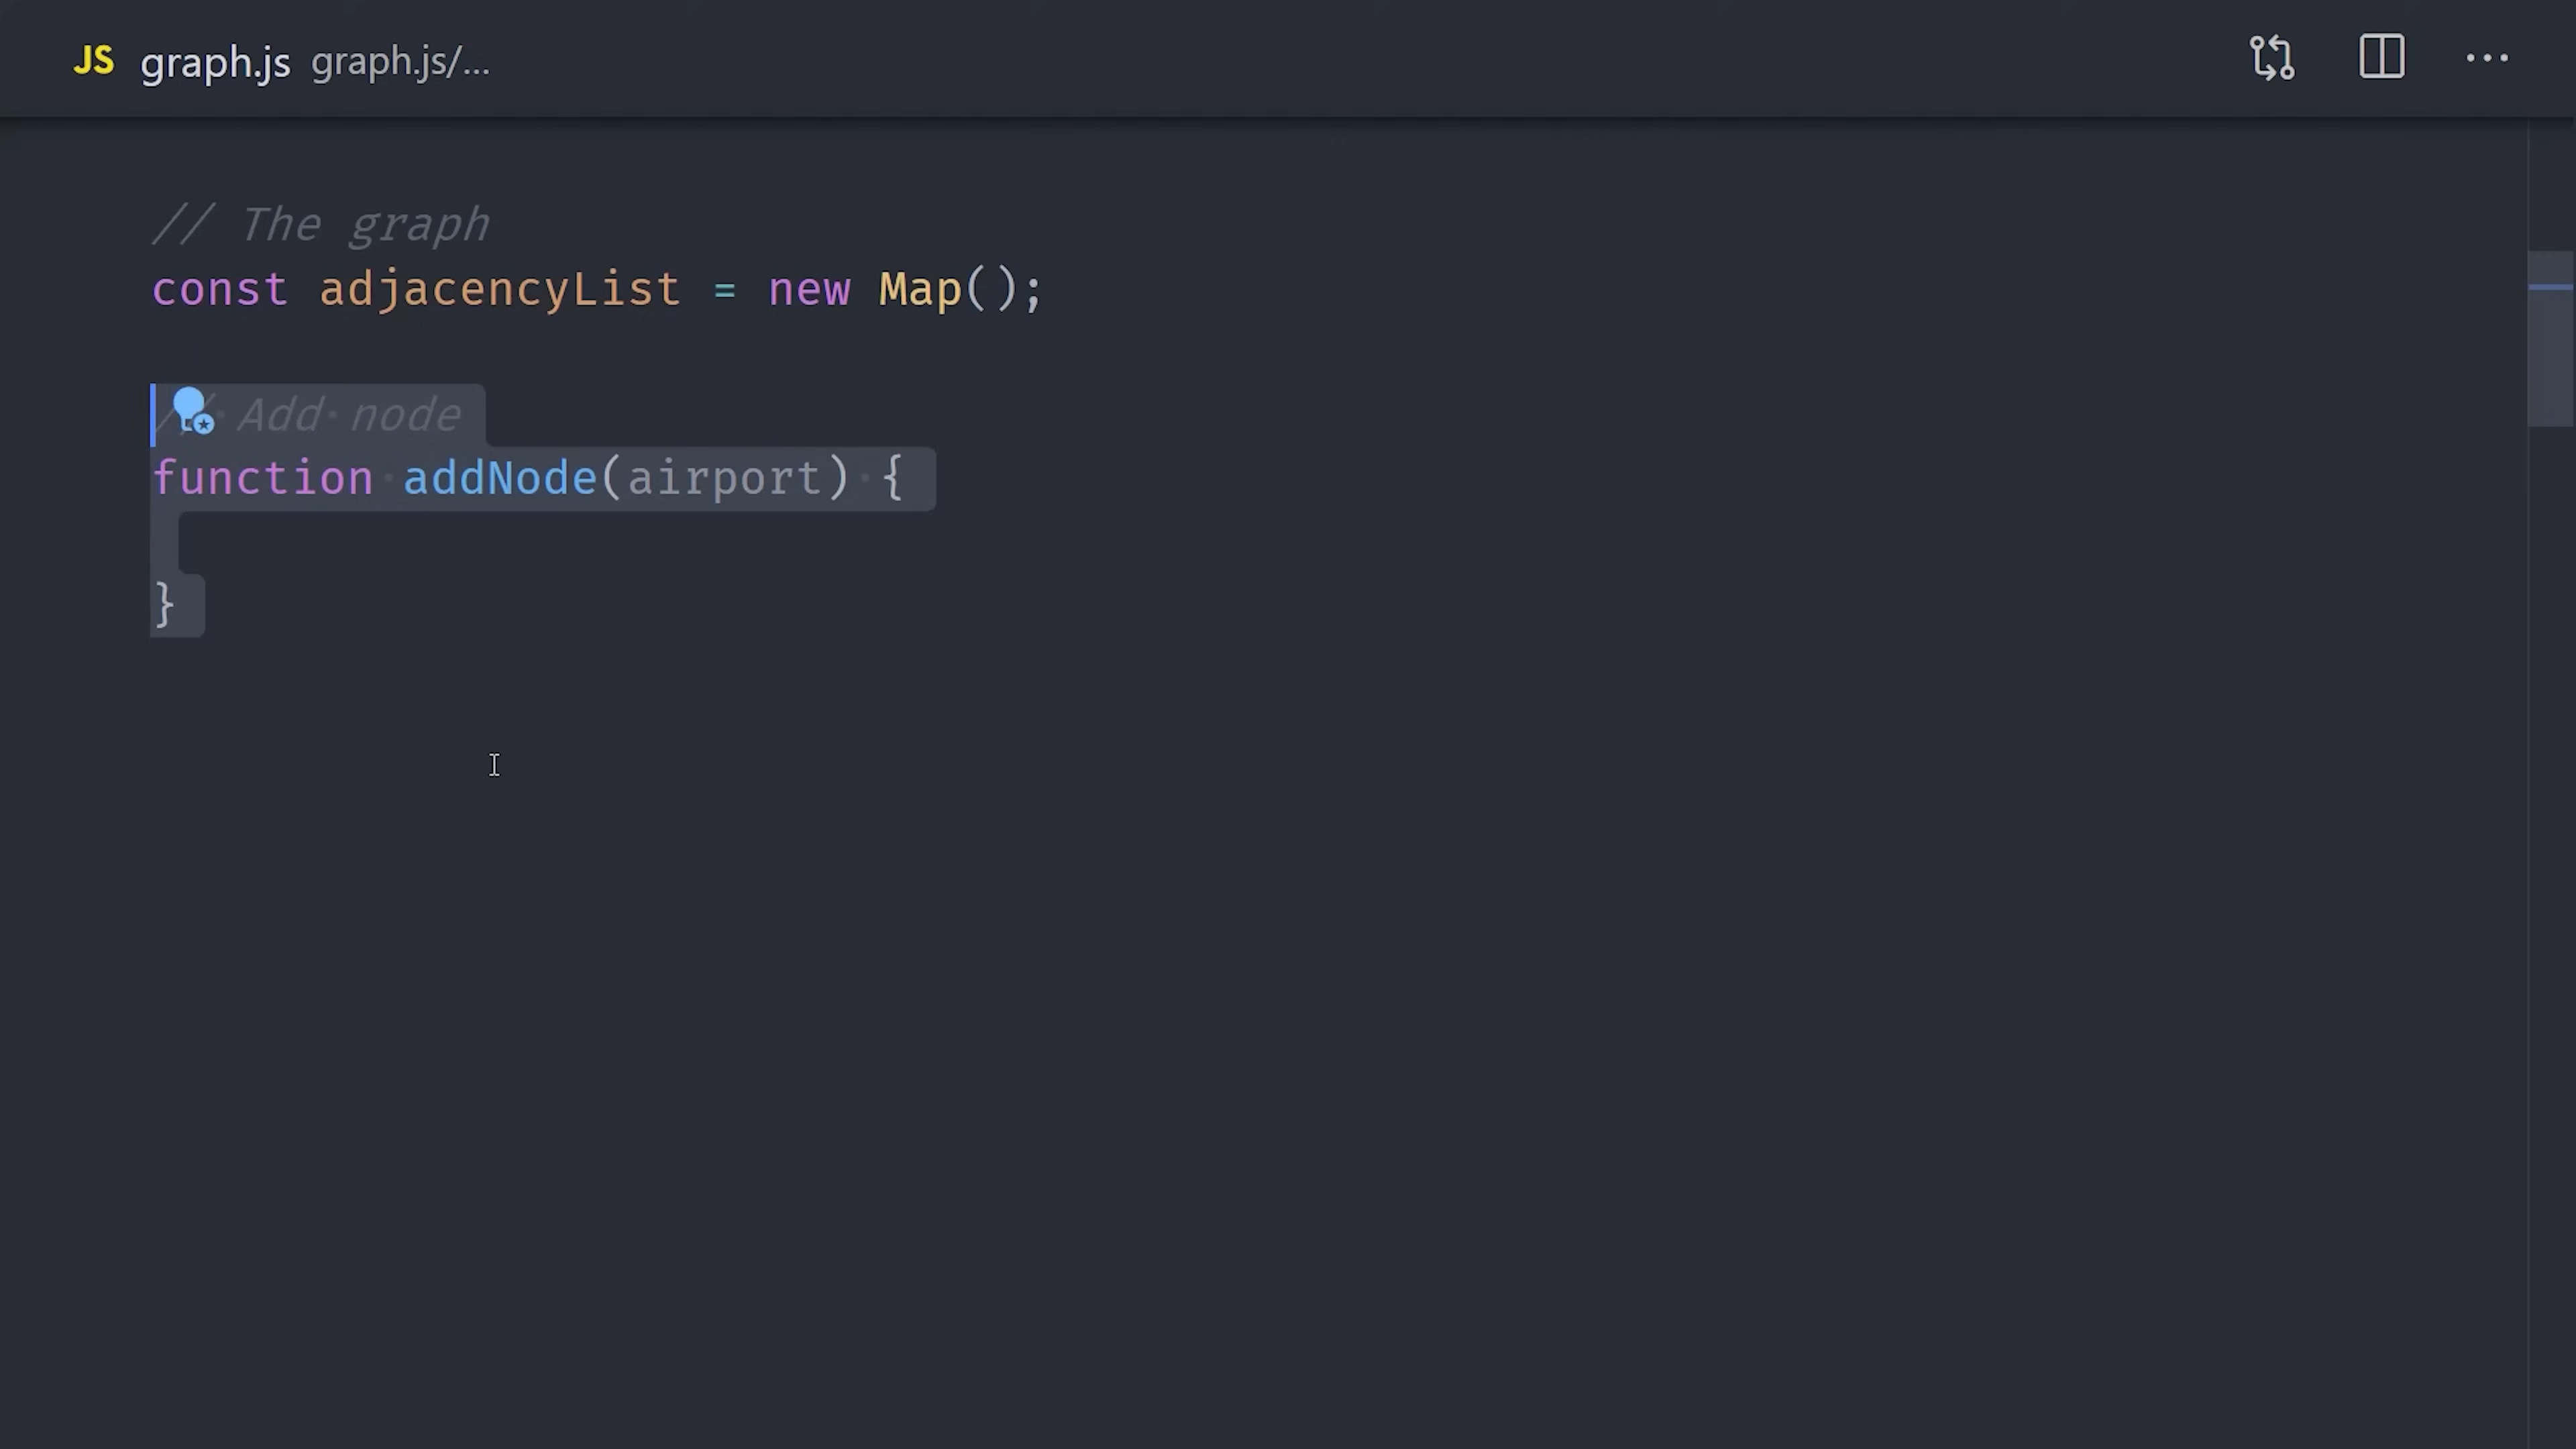 JS graph.js graph.js/...
// The graph
const adjacencyList = new Map();
// Add node
function addNode(airport) {
}